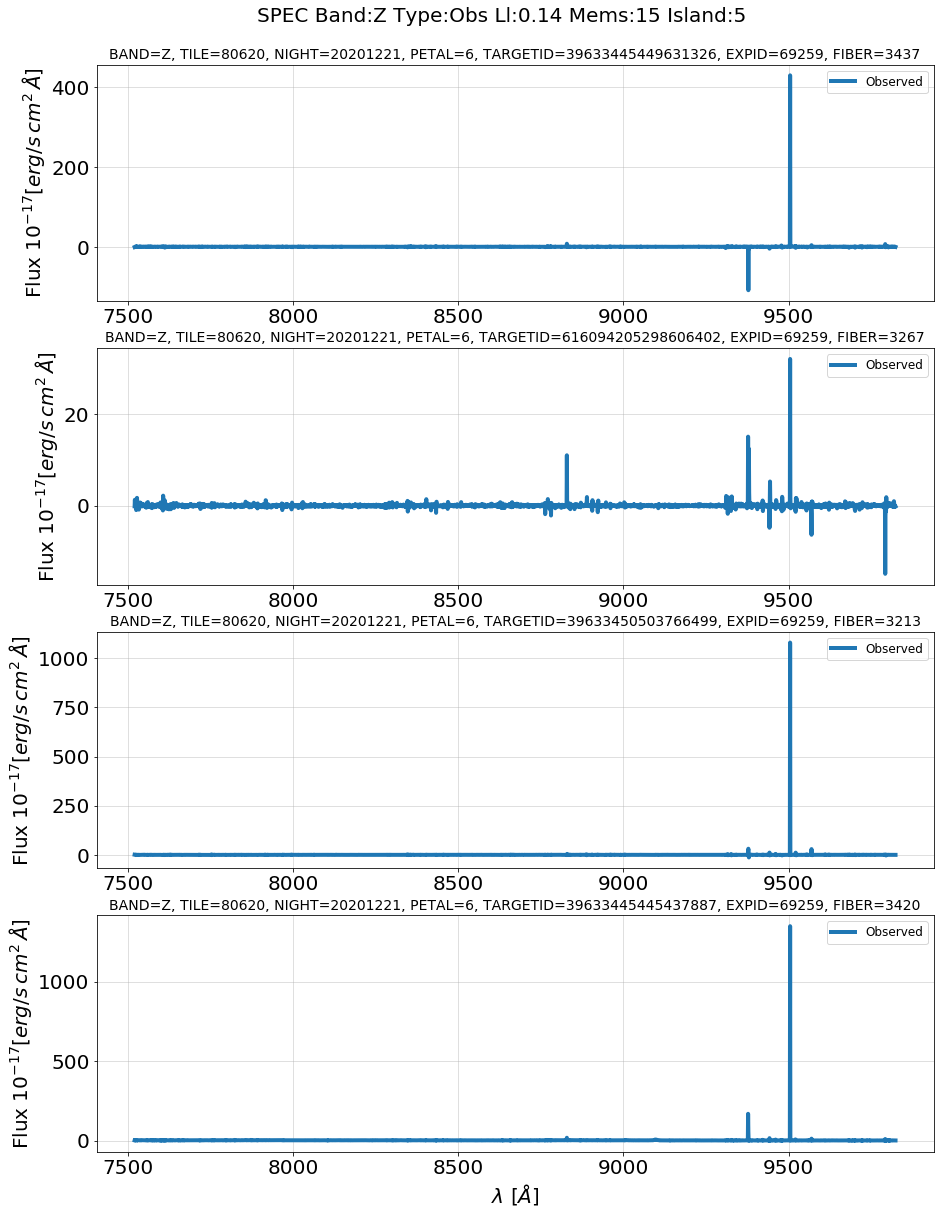 SPEC Band:Z Type:Obs Ll:0.14 Mems:15 Island:5
BAND=Z, TILE=80620, NIGHT=20201221, PETAL=6, TARGETID=39633445449631326, EXPID=69259, FIBER=3437
Flux 10^{-17}[erg/s cm^2 Å]
400
200
0
Observed
7500 8000 8500 9000 9500
BAND=Z, TILE=80620, NIGHT=20201221, PETAL=6, TARGETID=616094205298606402, EXPID=69259, FIBER=3267
Flux 10^{-17}[erg/s cm^2 Å]
20
0
Observed
7500 8000 8500 9000 9500
BAND=Z, TILE=80620, NIGHT=20201221, PETAL=6, TARGETID=39633450503766499, EXPID=69259, FIBER=3213
Flux 10^{-17}[erg/s cm^2 Å]
1000
750
500
250
0
Observed
7500 8000 8500 9000 9500
BAND=Z, TILE=80620, NIGHT=20201221, PETAL=6, TARGETID=39633445445437887, EXPID=69259, FIBER=3420
Flux 10^{-17}[erg/s cm^2 Å]
1000
500
0
Observed
7500 8000 8500 9000 9500
λ [Å]